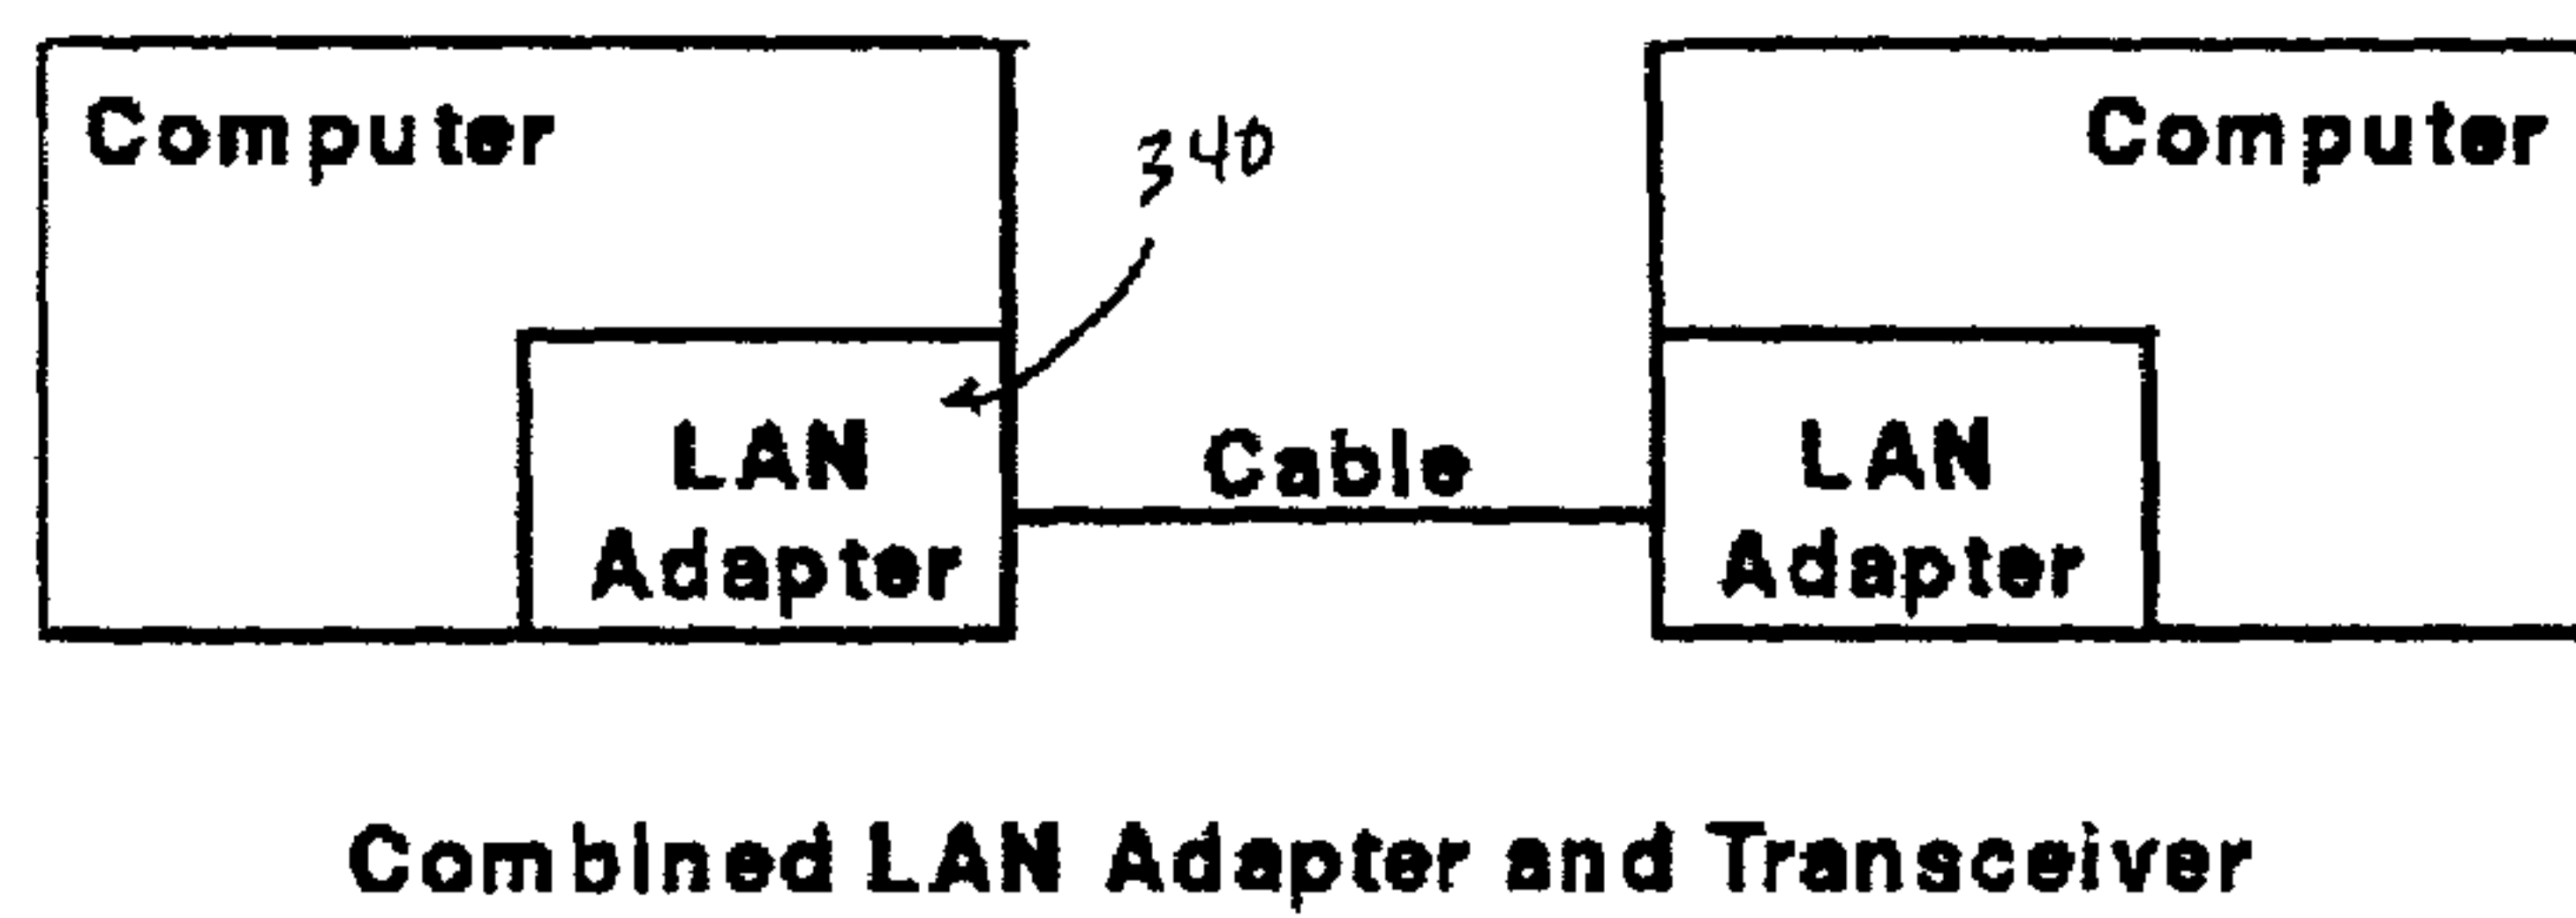 Computer
Computer
340
LAN
Adapter
Cable
LAN
Adapter
Combined LAN Adapter and Transceiver